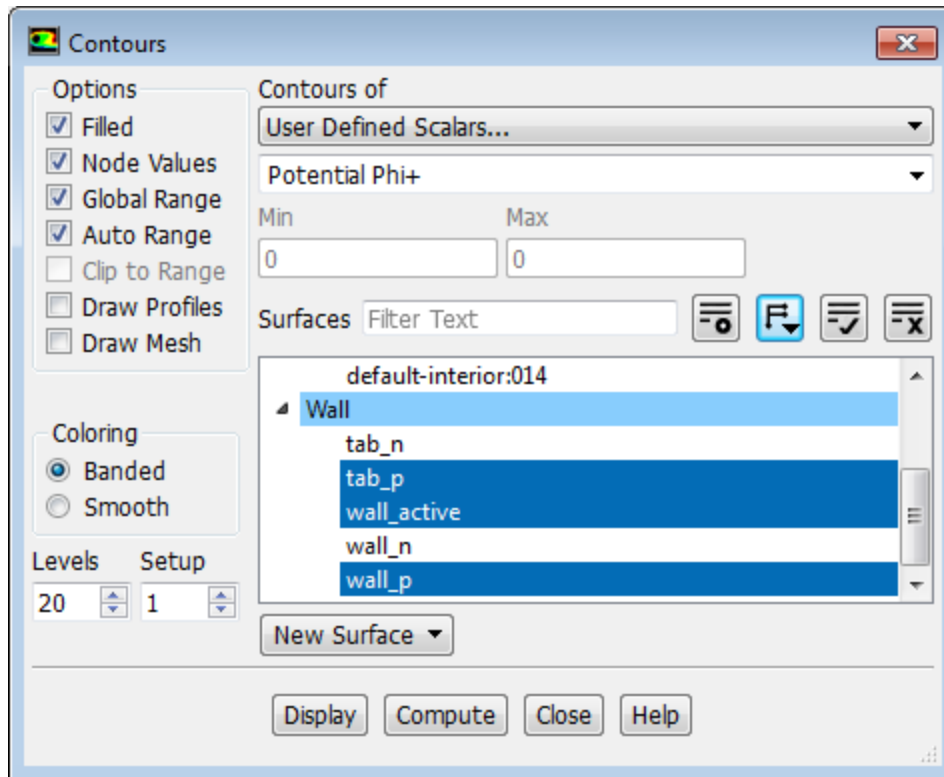 Contours
Options
Filled
Node Values
Global Range
Auto Range
Clip to Range
Draw Profiles
Draw Mesh
Coloring
Banded
Smooth
Levels Setup
20 1
Contours of
User Defined Scalars...
Potential Phi+
Min Max
0 0
Surfaces Filter Text
default-interior:014
Wall
tab_n
tab_p
wall_active
wall_n
wall_p
New Surface
Display Compute Close Help